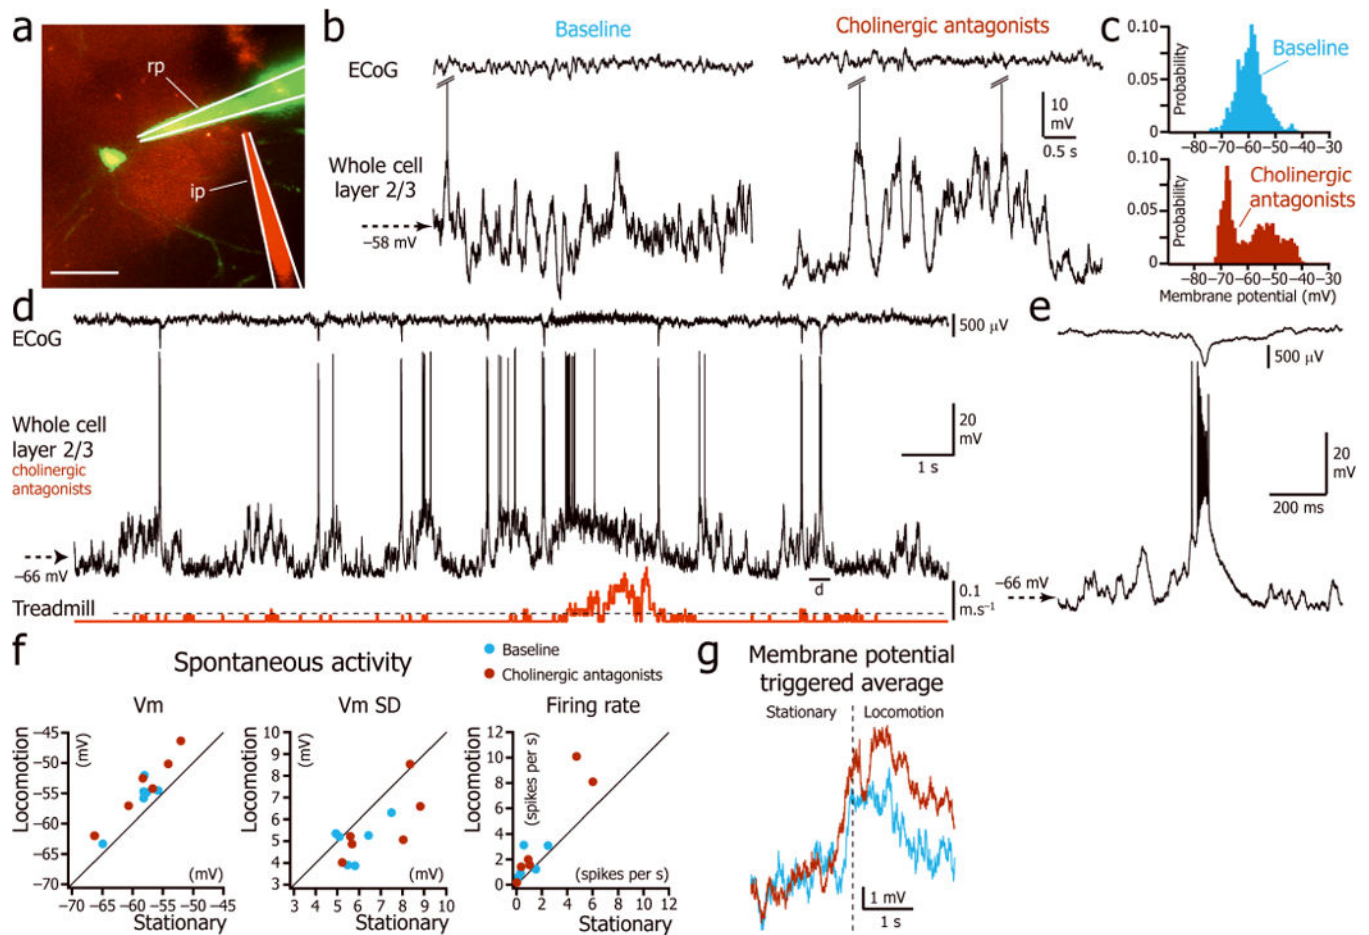 a
rp
ip
b
Baseline
Cholinergic antagonists
ECoG
10
mV
0.5 s
Whole cell
layer 2/3
−58 mV
c
0.10
0.05
0
Probability
Baseline
−80 −70 −60 −50 −40 −30
0.10
0.05
0
Probability
Cholinergic
antagonists
−80 −70 −60 −50 −40 −30
Membrane potential (mV)
d
ECoG
500 μV
Whole cell
layer 2/3
cholinergic
antagonists
20
mV
1 s
−66 mV
d
Treadmill
0.1
m.s⁻¹
e
500 μV
20
mV
200 ms
−66 mV
f
Spontaneous activity
Baseline
Cholinergic antagonists
Vm
Locomotion
(mV)
−45
−50
−55
−60
−65
−70
(mV)
−70 −65 −60 −55 −50 −45
Stationary
Vm SD
Locomotion
(mV)
10
9
8
7
6
5
4
3
(mV)
3 4 5 6 7 8 9 10
Stationary
Firing rate
Locomotion
(spikes per s)
12
10
8
6
4
2
0
(spikes per s)
0 2 4 6 8 10 12
Stationary
g
Membrane potential
triggered average
Stationary
Locomotion
1 mV
1 s